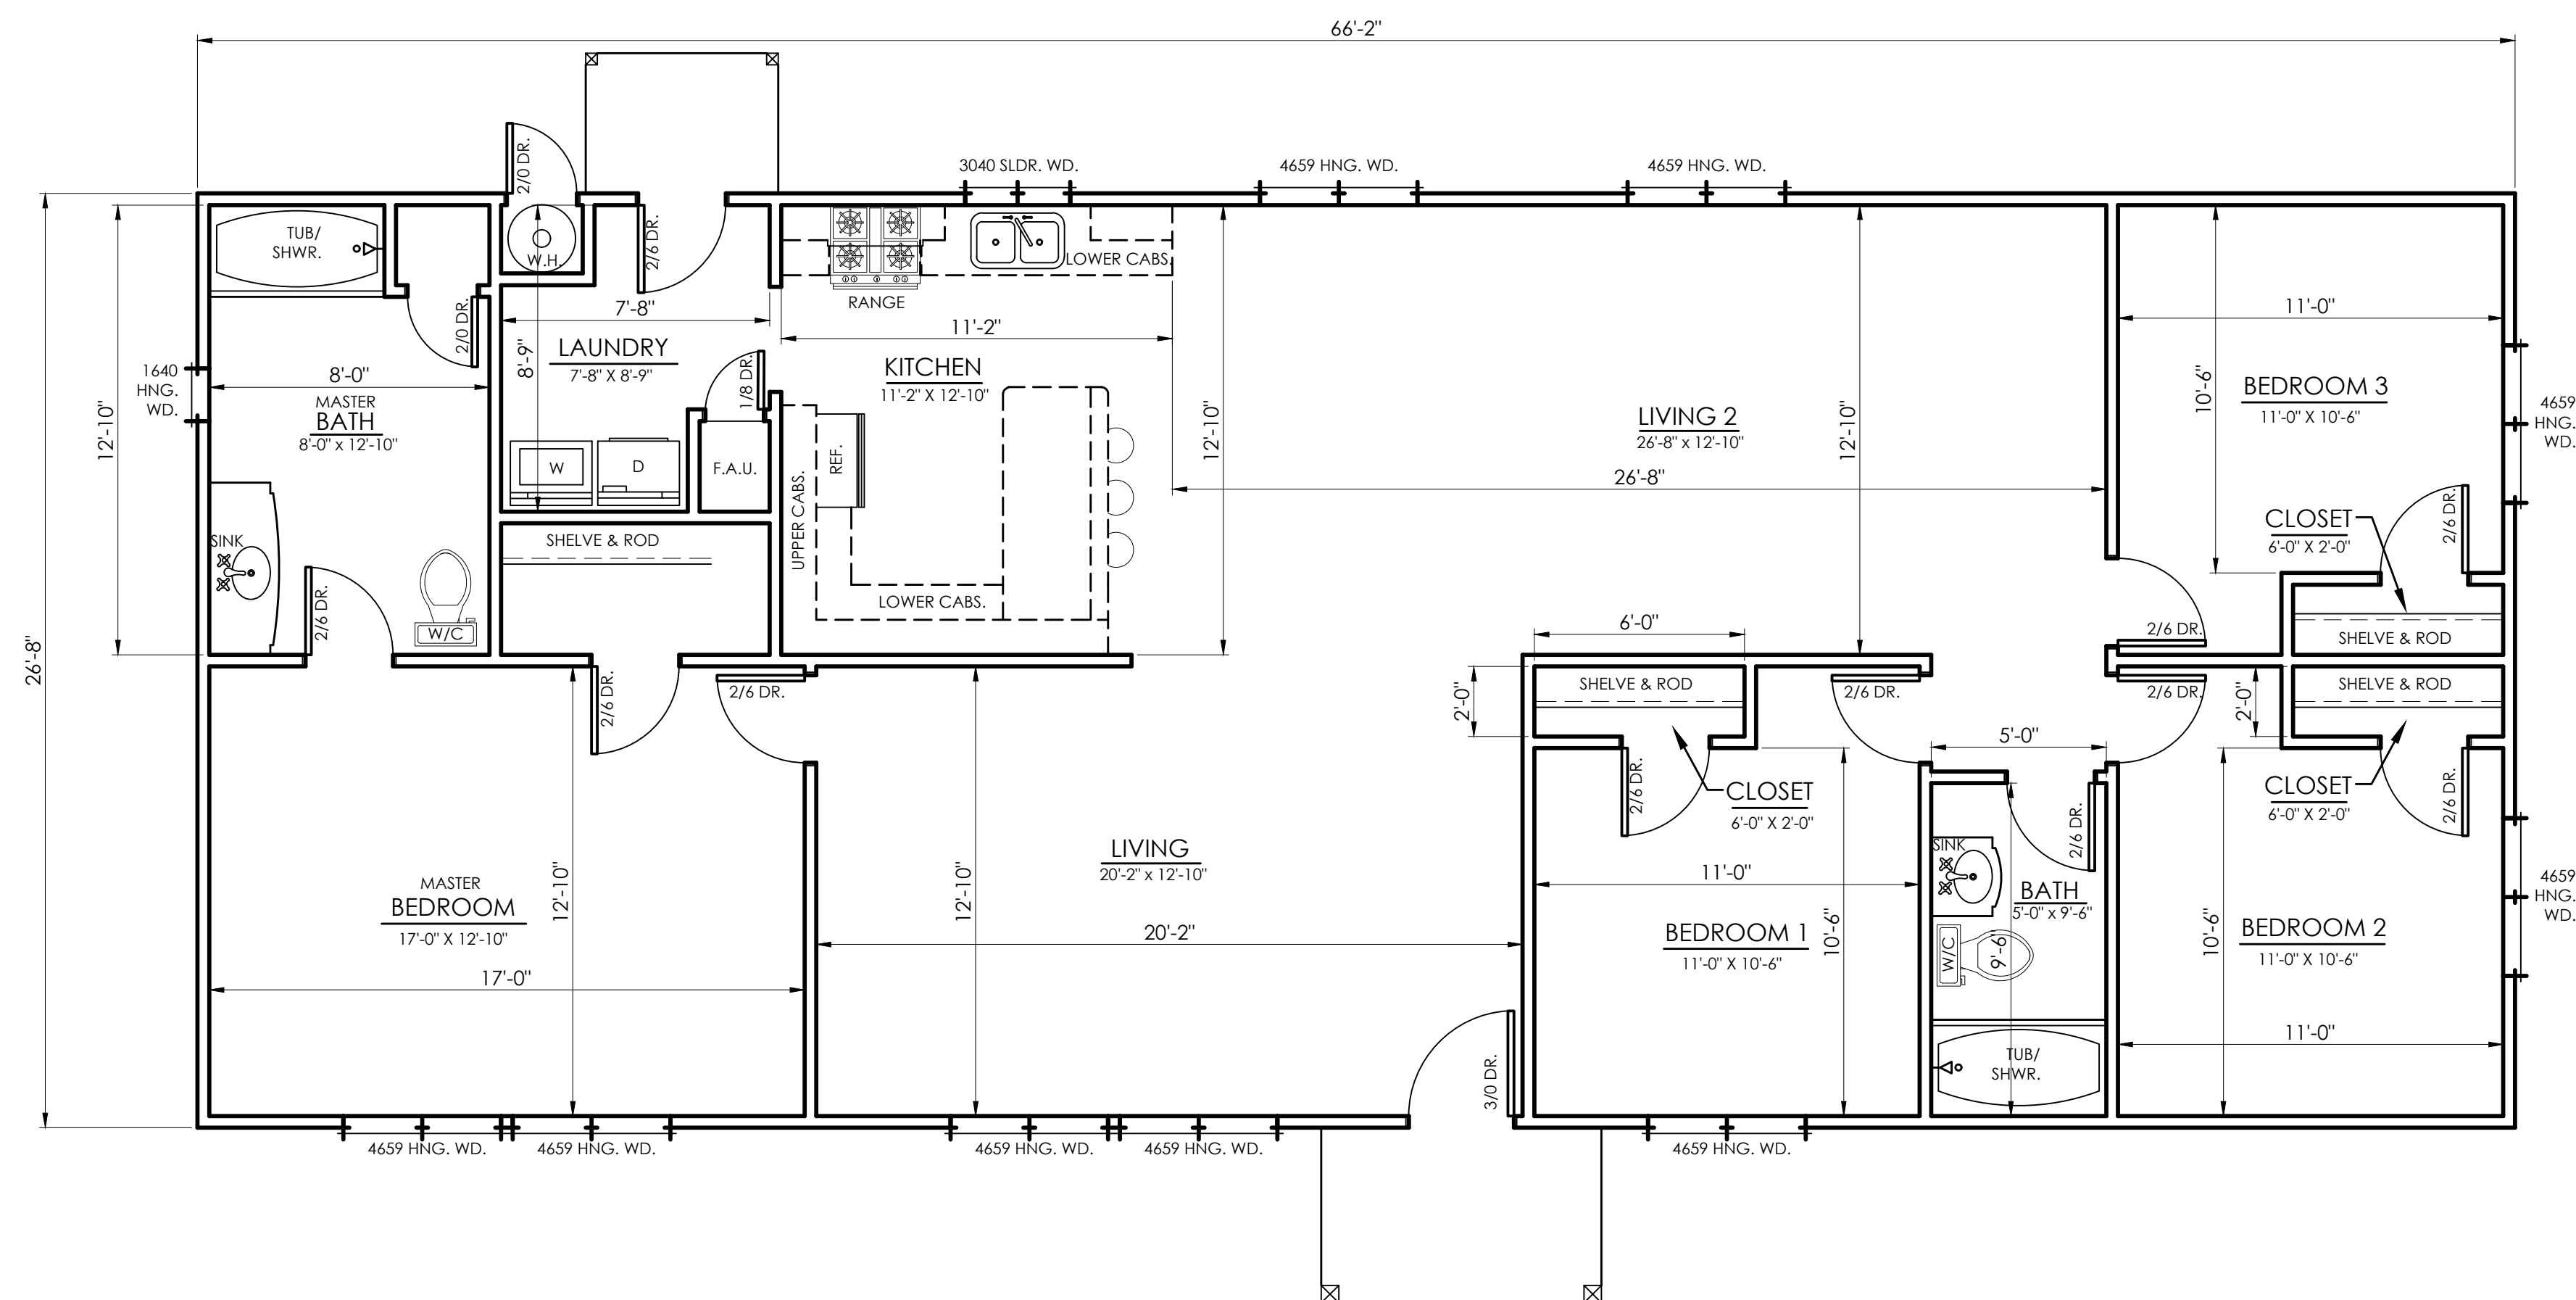 66'-2"
2/0 DR.
3040 SLDR. WD.
4659 HNG. WD.
4659 HNG. WD.
TUB/
SHWR.
W.H.
2/6 DR.
LOWER CABS.
RANGE
2/0 DR.
7'-8"
8'-9"
LAUNDRY
7'-8" X 8'-9"
1/8 DR.
11'-2"
KITCHEN
11'-2" X 12'-10"
12'-10"
1640
HNG.
WD.
8'-0"
MASTER
BATH
8'-0" x 12'-10"
12'-10"
W
D
F.A.U.
UPPER CABS.
REF.
LIVING 2
26'-8" x 12'-10"
26'-8"
12'-10"
11'-0"
10'-6"
BEDROOM 3
11'-0" X 10'-6"
4659
HNG.
WD.
CLOSET
6'-0" X 2'-0"
2/6 DR.
SINK
2/6 DR.
W/C
SHELVE & ROD
LOWER CABS.
26'-8"
6'-0"
2/6 DR.
SHELVE & ROD
2/6 DR.
2/6 DR.
2'-0"
SHELVE & ROD
2/6 DR.
2/6 DR.
2'-0"
SHELVE & ROD
5'-0"
2/6 DR.
CLOSET
6'-0" X 2'-0"
2/6 DR.
CLOSET
6'-0" X 2'-0"
2/6 DR.
MASTER
BEDROOM
17'-0" X 12'-10"
12'-10"
17'-0"
LIVING
20'-2" x 12'-10"
12'-10"
20'-2"
11'-0"
BEDROOM 1
11'-0" X 10'-6"
10'-6"
SINK
BATH
5'-0" x 9'-6"
W/C
9'-6"
TUB/
SHWR.
10'-6"
BEDROOM 2
11'-0" X 10'-6"
11'-0"
4659
HNG.
WD.
3/0 DR.
4659 HNG. WD.
4659 HNG. WD.
4659 HNG. WD.
4659 HNG. WD.
4659 HNG. WD.